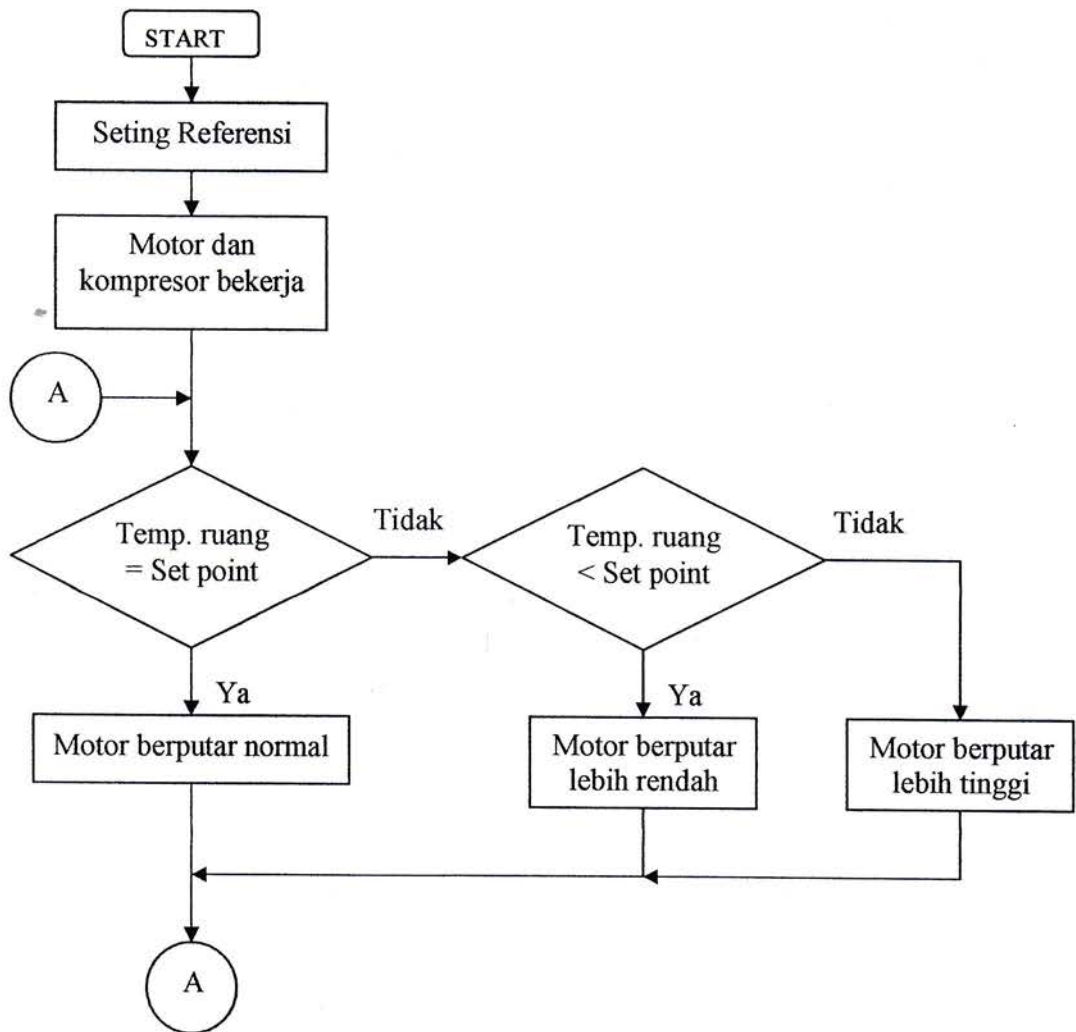 START
Seting Referensi
Motor dan
kompresor bekerja
A
Temp. ruang
= Set point
Tidak
Temp. ruang
< Set point
Tidak
Ya
Ya
Motor berputar normal
Motor berputar
lebih rendah
Motor berputar
lebih tinggi
A